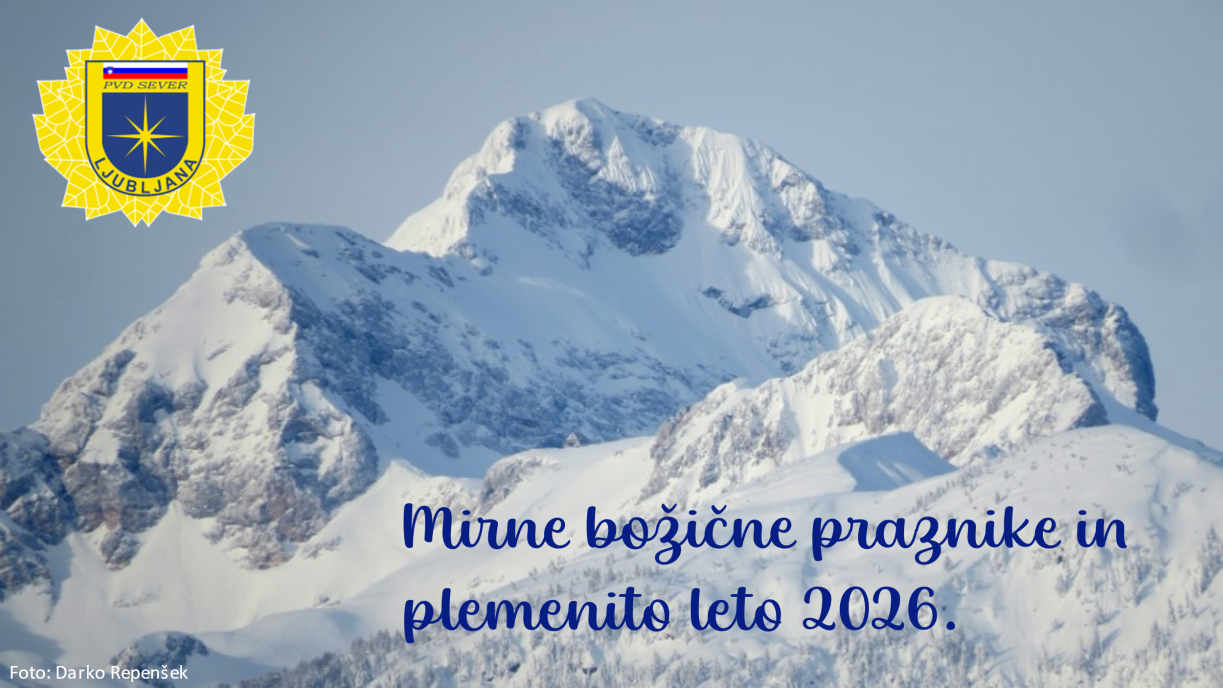 PVD SEVER
LJUBLJANA
Mirne božične praznike in
plemenito leto 2026.
Foto: Darko Repenšek